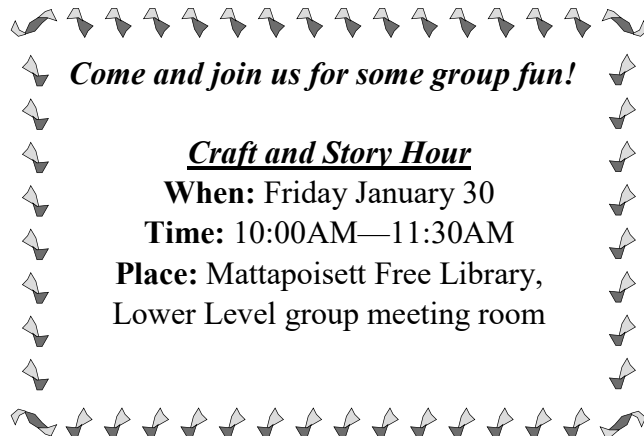 Come and join us for some group fun!
Craft and Story Hour
When: Friday January 30
Time: 10:00AM—11:30AM
Place: Mattapoisett Free Library,
Lower Level group meeting room